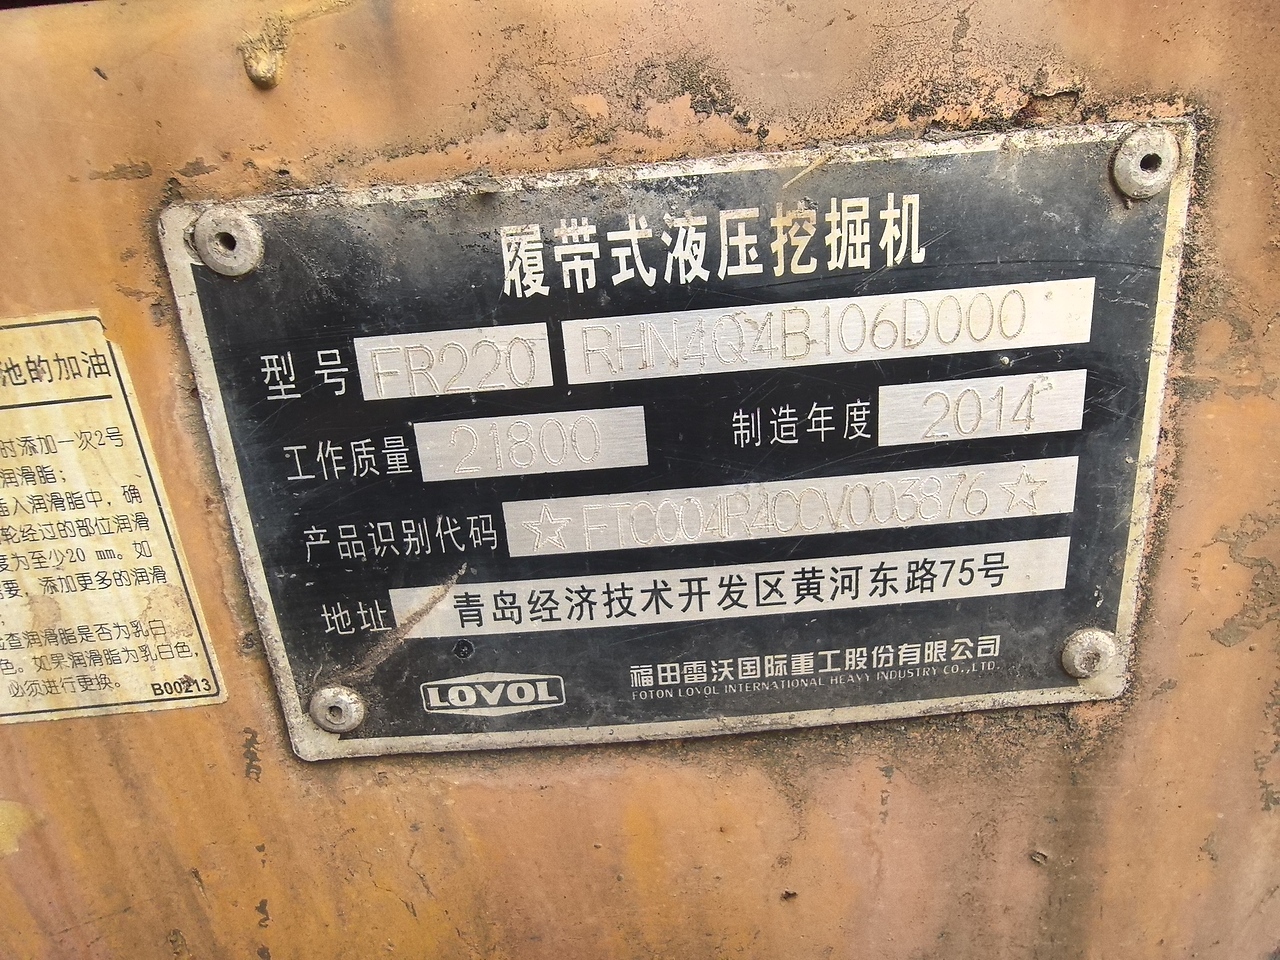 履带式液压挖掘机
型号 FR220 RHN4Q4B106D000
工作质量 21800 制造年度 2014
产品识别代码 ☆FTC004IR4CCV003876☆
地址 青岛经济技术开发区黄河东路75号
LOVOL 福田雷沃国际重工股份有限公司
FOTON LOVOL INTERNATIONAL HEAVY INDUSTRY CO.,LTD.
池的加油
时添加一次2号
润滑脂;
插入润滑脂中,确
轮经过的部位润滑
度为至少20 mm。如
需要,添加更多的润滑
检查润滑脂是否为乳白
色。如果润滑脂为乳白色,
必须进行更换。 B00213